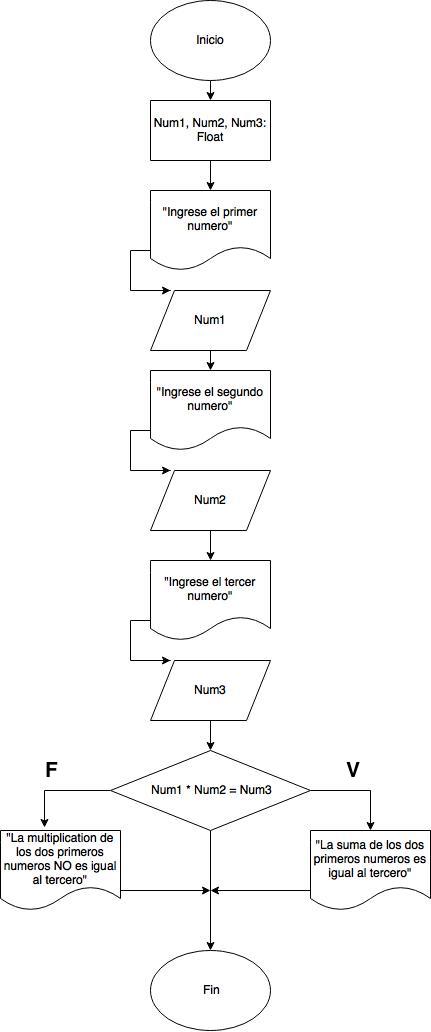 Inicio
Num1, Num2, Num3:
Float
"Ingrese el primer
numero"
Num1
"Ingrese el segundo
numero"
Num2
"Ingrese el tercer
numero"
Num3
F
V
Num1 * Num2 = Num3
"La multiplication de
los dos primeros
numeros NO es igual
al tercero"
"La suma de los dos
primeros numeros es
igual al tercero"
Fin